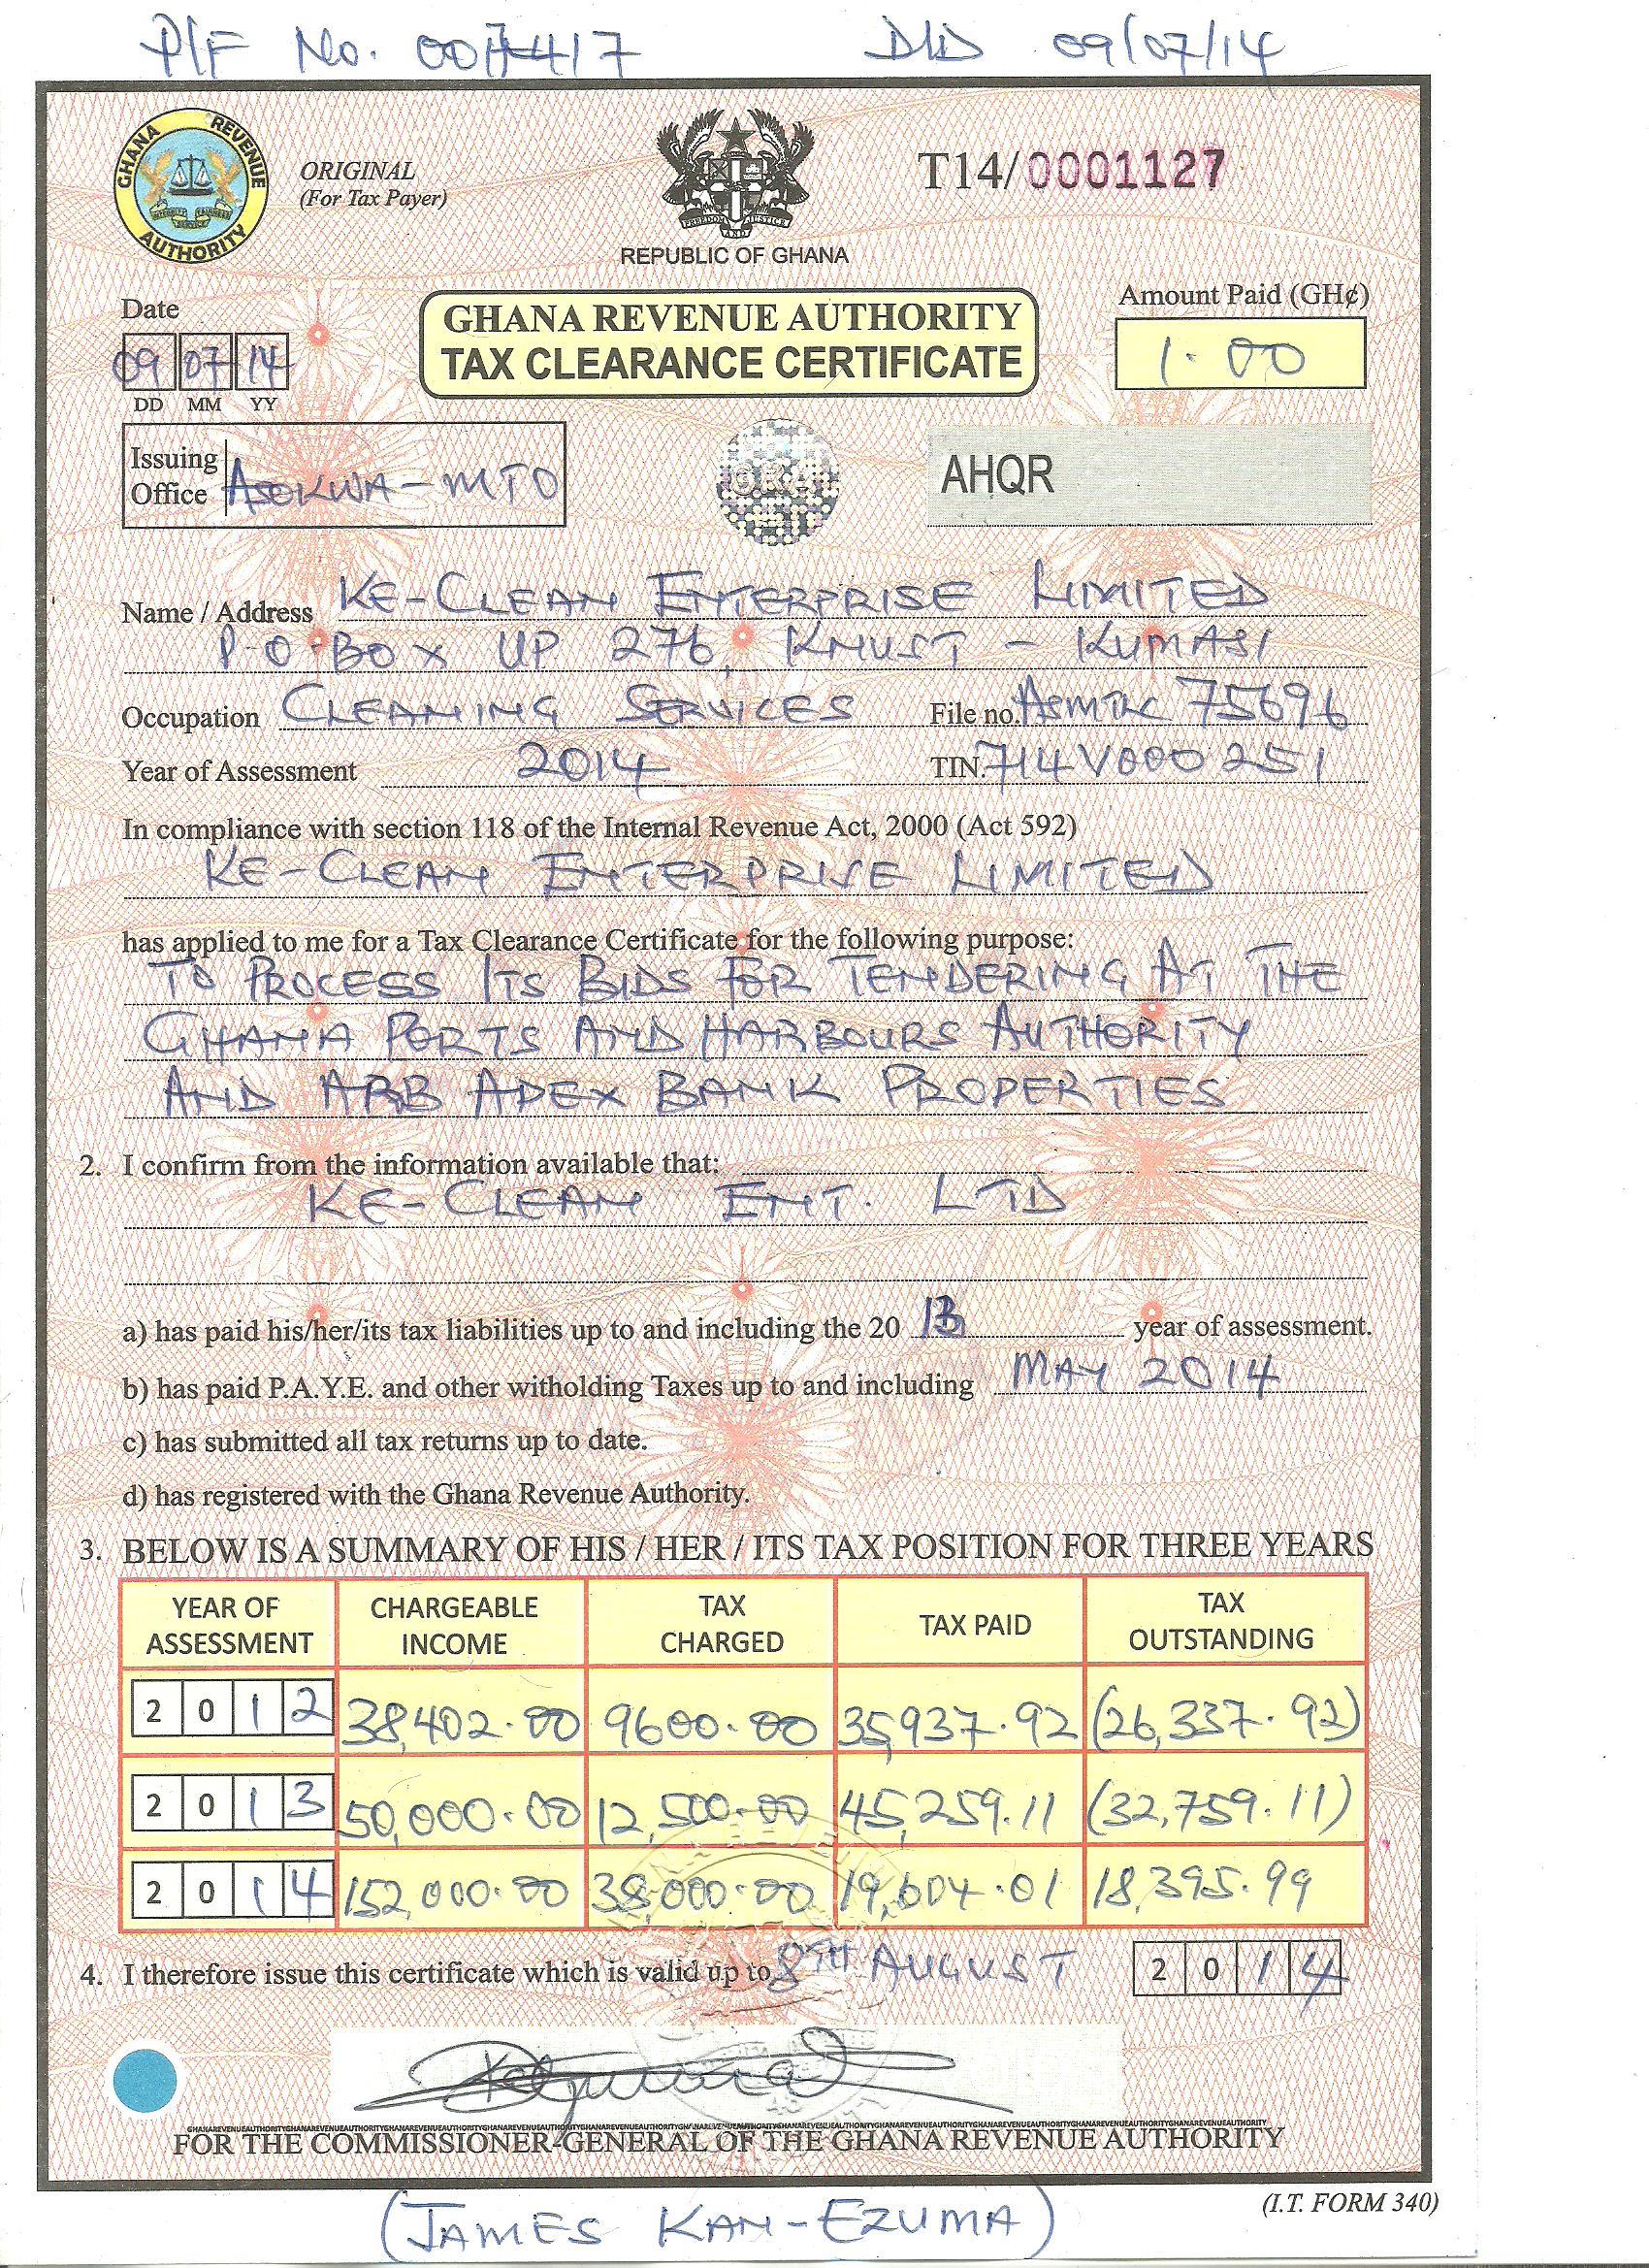 P/F No. 0017417 DLD 09/07/14
GHANA REVENUE AUTHORITY
ORIGINAL
(For Tax Payer)
FREEDOM AND JUSTICE
REPUBLIC OF GHANA
T14/0001127
Date
09 07 14
DD MM YY
GHANA REVENUE AUTHORITY
TAX CLEARANCE CERTIFICATE
Amount Paid (GH¢)
1.00
Issuing Office ASOKWA-MTO
GRA
AHQR
Name / Address KE-CLEAN ENTERPRISE LIMITED
P.O. BOX UP 276, KNUST - KUMASI
Occupation CLEANING SERVICES File no. 75696
Year of Assessment 2014 TIN. 714V000251
In compliance with section 118 of the Internal Revenue Act, 2000 (Act 592)
KE-CLEAN ENTERPRISE LIMITED
has applied to me for a Tax Clearance Certificate for the following purpose:
TO PROCESS ITS BIDS FOR TENDERING AT THE
GHANA PORTS AND HARBOURS AUTHORITY
AND ARB APEX BANK PROPERTIES
2. I confirm from the information available that:
KE-CLEAN ENT. LTD
a) has paid his/her/its tax liabilities up to and including the 20 13 year of assessment.
b) has paid P.A.Y.E. and other witholding Taxes up to and including MAY 2014
c) has submitted all tax returns up to date.
d) has registered with the Ghana Revenue Authority.
3. BELOW IS A SUMMARY OF HIS / HER / ITS TAX POSITION FOR THREE YEARS
YEAR OF ASSESSMENT CHARGEABLE INCOME TAX CHARGED TAX PAID TAX OUTSTANDING
2012 38,402.00 9600.00 35,937.92 (26,337.92)
2013 50,000.00 12,500.00 45,259.11 (32,759.11)
2014 152,000.00 38,000.00 19,604.01 18,395.99
4. I therefore issue this certificate which is valid up to 8TH AUGUST 2014
FOR THE COMMISSIONER-GENERAL OF THE GHANA REVENUE AUTHORITY
(I.T. FORM 340)
(JAMES KAN-EZUMA)